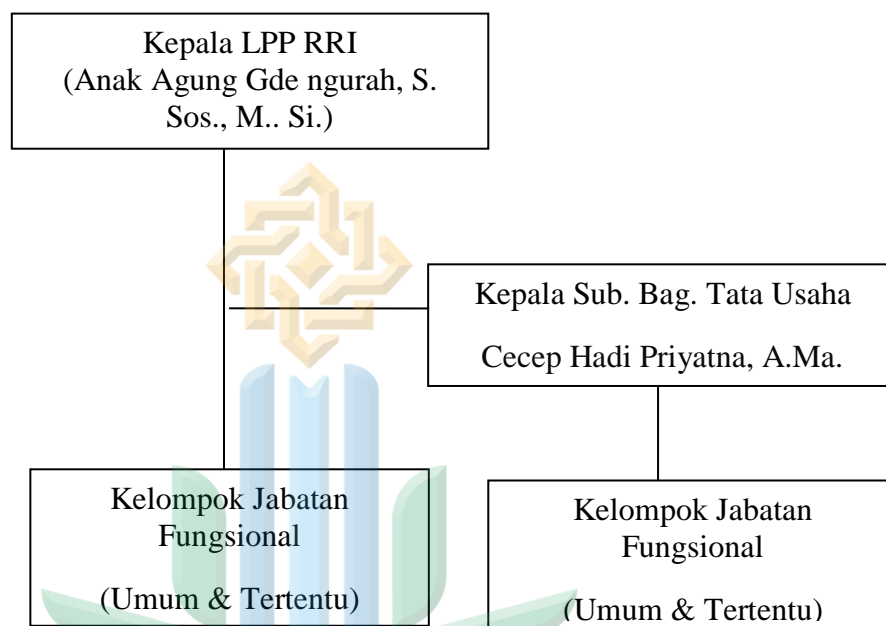 Kepala LPP RRI
(Anak Agung Gde ngurah, S.
Sos., M.. Si.)
Kepala Sub. Bag. Tata Usaha
Cecep Hadi Priyatna, A.Ma.
Kelompok Jabatan
Fungsional
(Umum & Tertentu)
Kelompok Jabatan
Fungsional
(Umum & Tertentu)